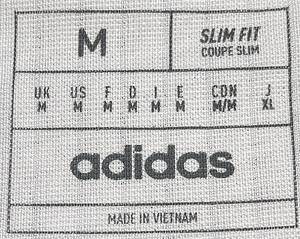 M
SLIM FIT
COUPE SLIM
UK US F D I E CDN J
M M M M M M M/M XL
adidas
MADE IN VIETNAM